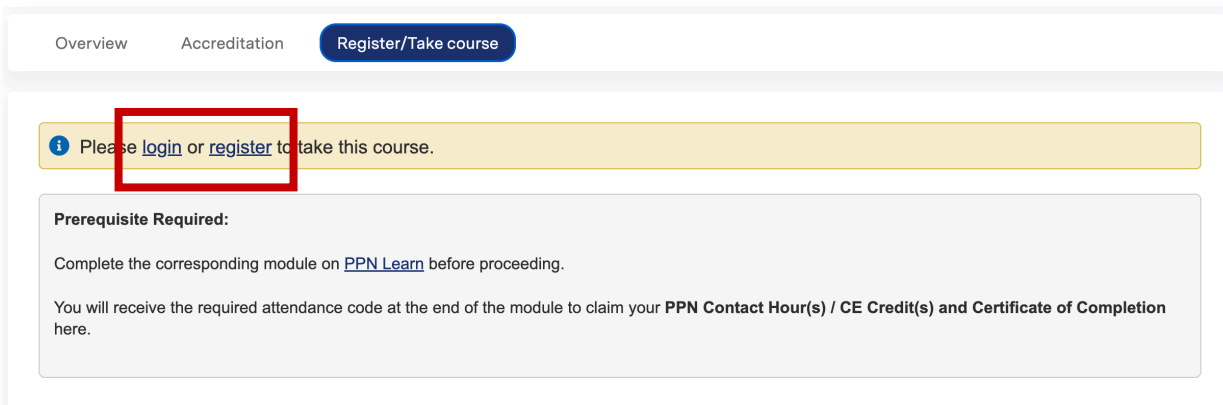 Overview Accreditation Register/Take course
Please login or register to take this course.
Prerequisite Required:
Complete the corresponding module on PPN Learn before proceeding.
You will receive the required attendance code at the end of the module to claim your PPN Contact Hour(s) / CE Credit(s) and Certificate of Completion
here.